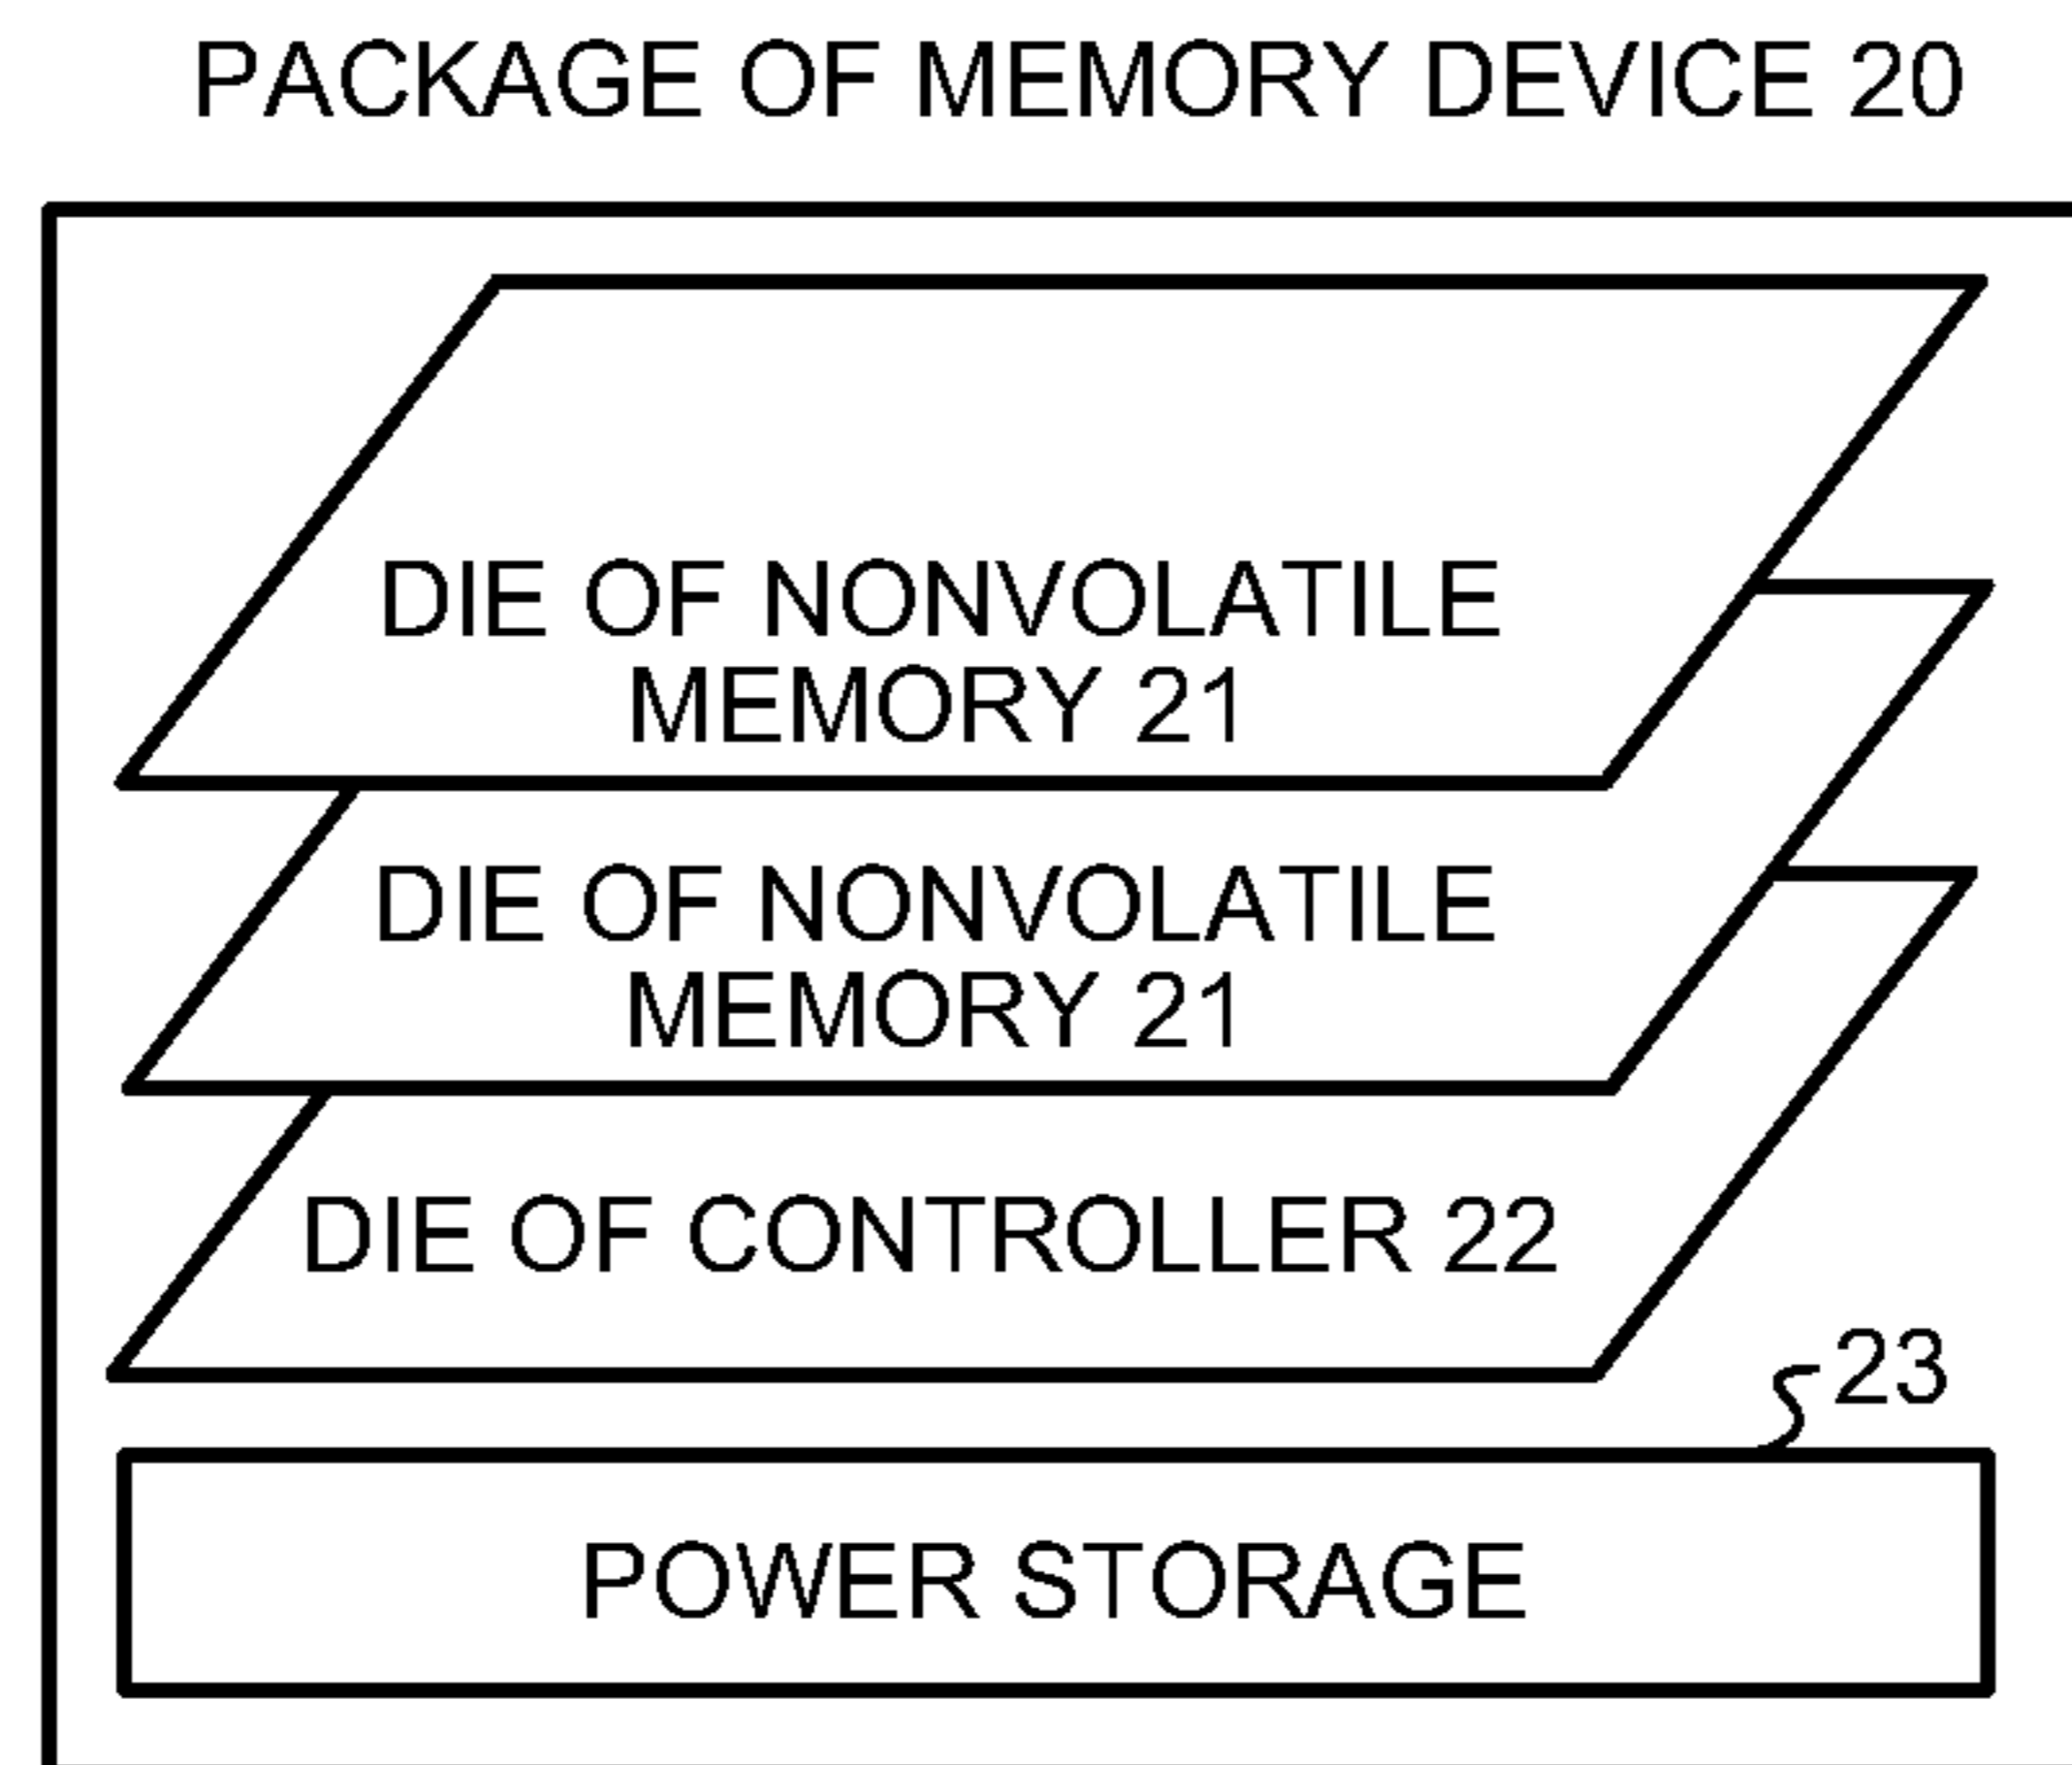 PACKAGE OF MEMORY DEVICE 20
DIE OF NONVOLATILE
MEMORY 21
DIE OF NONVOLATILE
MEMORY 21
DIE OF CONTROLLER 22
23
POWER STORAGE